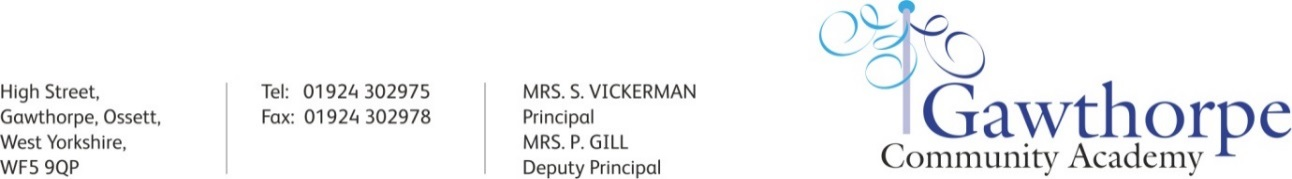 High Street,
Gawthorpe, Ossett,
West Yorkshire,
WF5 9QP
Tel: 01924 302975
Fax: 01924 302978
MRS. S. VICKERMAN
Principal
MRS. P. GILL
Deputy Principal
Gawthorpe
Community Academy